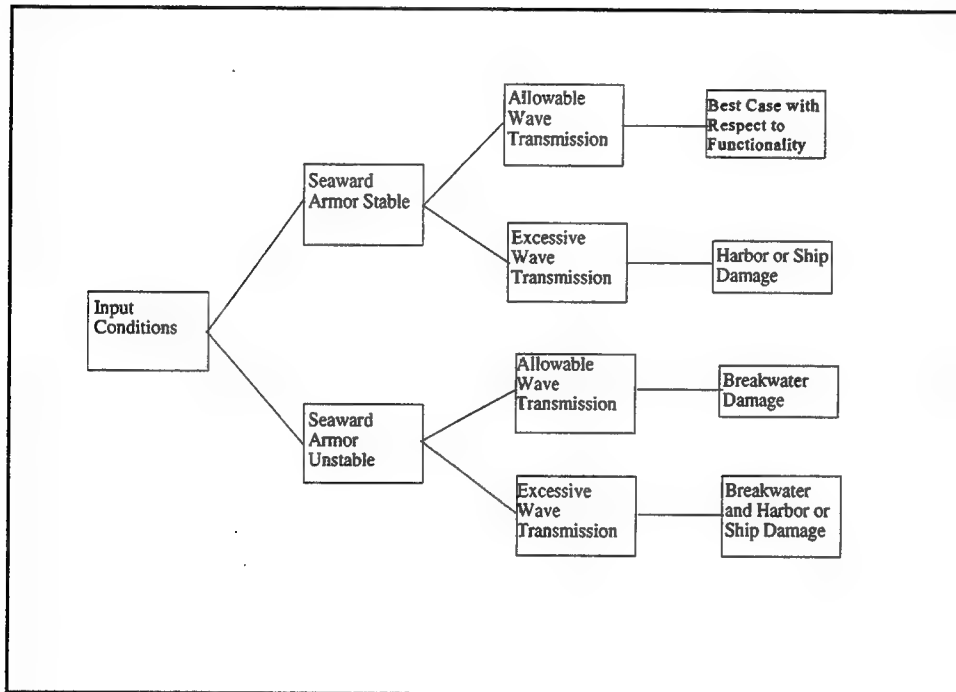 Allowable
Wave
Transmission
Best Case with
Respect to
Functionality
Seaward
Armor Stable
Excessive
Wave
Transmission
Harbor or Ship
Damage
Input
Conditions
Allowable
Wave
Transmission
Breakwater
Damage
Seaward
Armor
Unstable
Excessive
Wave
Transmission
Breakwater
and Harbor or
Ship Damage